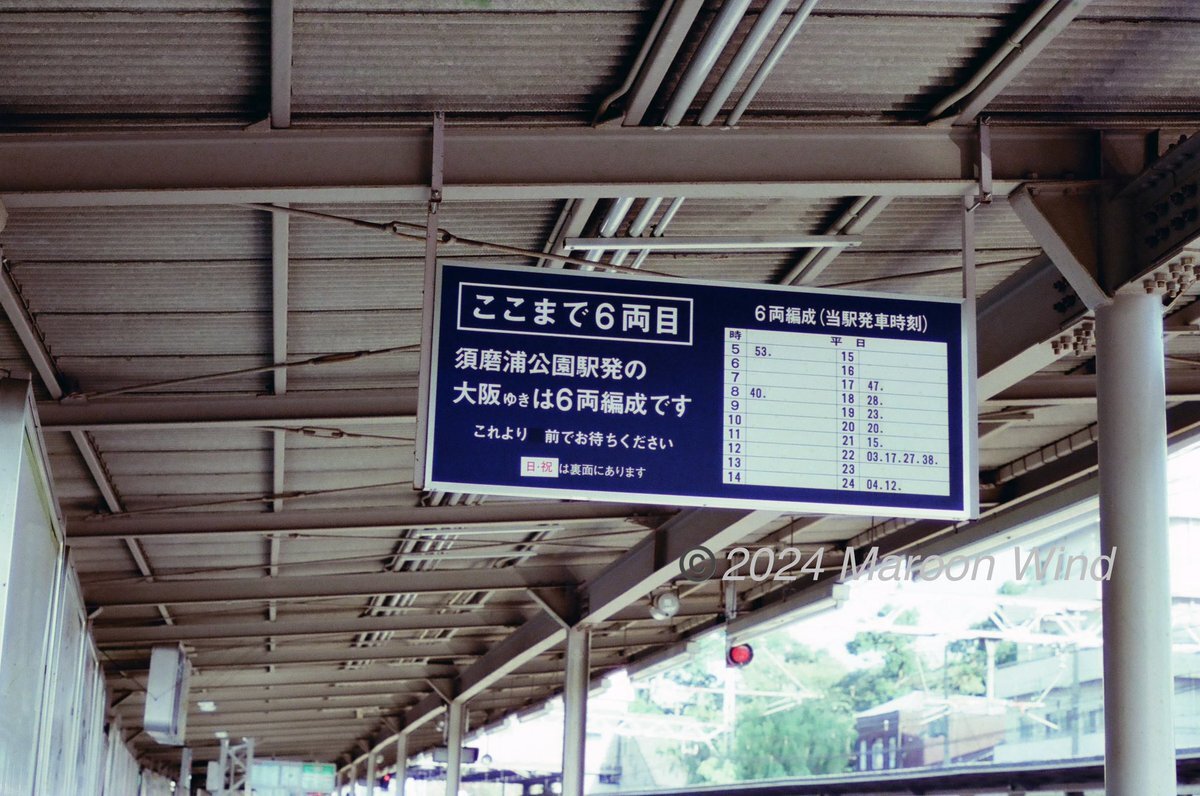 ここまで6両目
須磨浦公園駅発の
大阪ゆきは6両編成です
これより 前でお待ちください
日・祝は裏面にあります
6両編成(当駅発車時刻)
時 平日
5 53. 15
6 16
7 17 47.
8 40. 18 28.
9 19 23.
10 20 20.
11 21 15.
12 22 03.17.27.38.
13 23
14 24 04.12.
© 2024 Maroon Wind